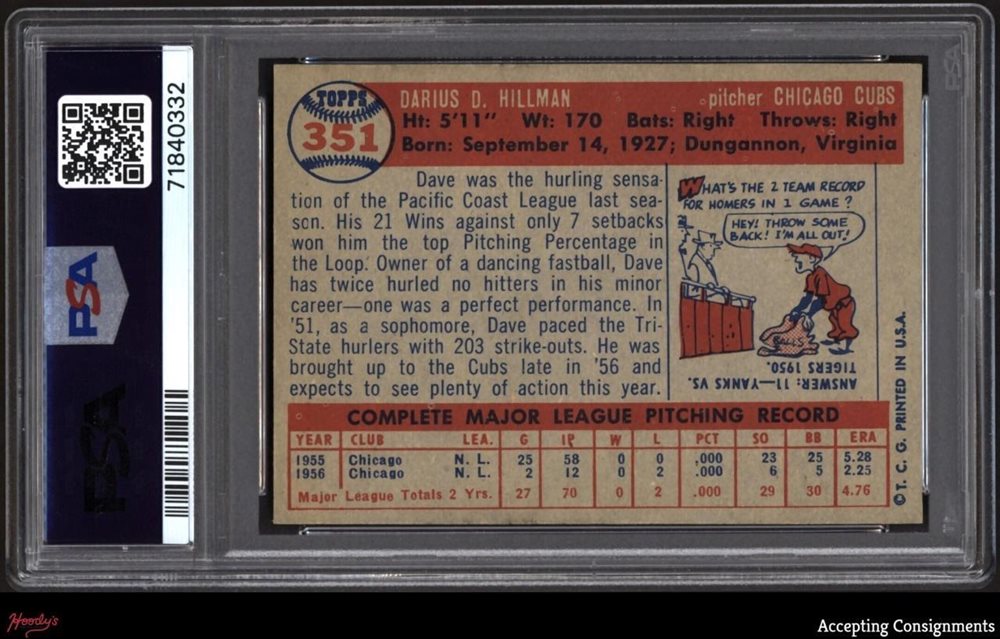 71840332
PSA
PSA
TOPPS
351
DARIUS D. HILLMAN pitcher CHICAGO CUBS
Ht: 5'11" Wt: 170 Bats: Right Throws: Right
Born: September 14, 1927; Dungannon, Virginia
Dave was the hurling sensa-
tion of the Pacific Coast League last sea-
son. His 21 Wins against only 7 setbacks
won him the top Pitching Percentage in
the Loop. Owner of a dancing fastball, Dave
has twice hurled no hitters in his minor
career—one was a perfect performance. In
'51, as a sophomore, Dave paced the Tri-
State hurlers with 203 strike-outs. He was
brought up to the Cubs late in '56 and
expects to see plenty of action this year.
WHAT'S THE 2 TEAM RECORD
FOR HOMERS IN 1 GAME?
HEY! THROW SOME
BACK! I'M ALL OUT!
BALLS
ANSWER: 11—YANKS VS.
TIGERS 1950.
COMPLETE MAJOR LEAGUE PITCHING RECORD
YEAR CLUB LEA. G IP W L PCT SO BB ERA
1955 Chicago N. L. 25 58 0 0 .000 23 25 5.28
1956 Chicago N. L. 2 12 0 2 .000 6 5 2.25
Major League Totals 2 Yrs. 27 70 0 2 .000 29 30 4.76
© T. C. G. PRINTED IN U.S.A.
Hoody's
Accepting Consignments